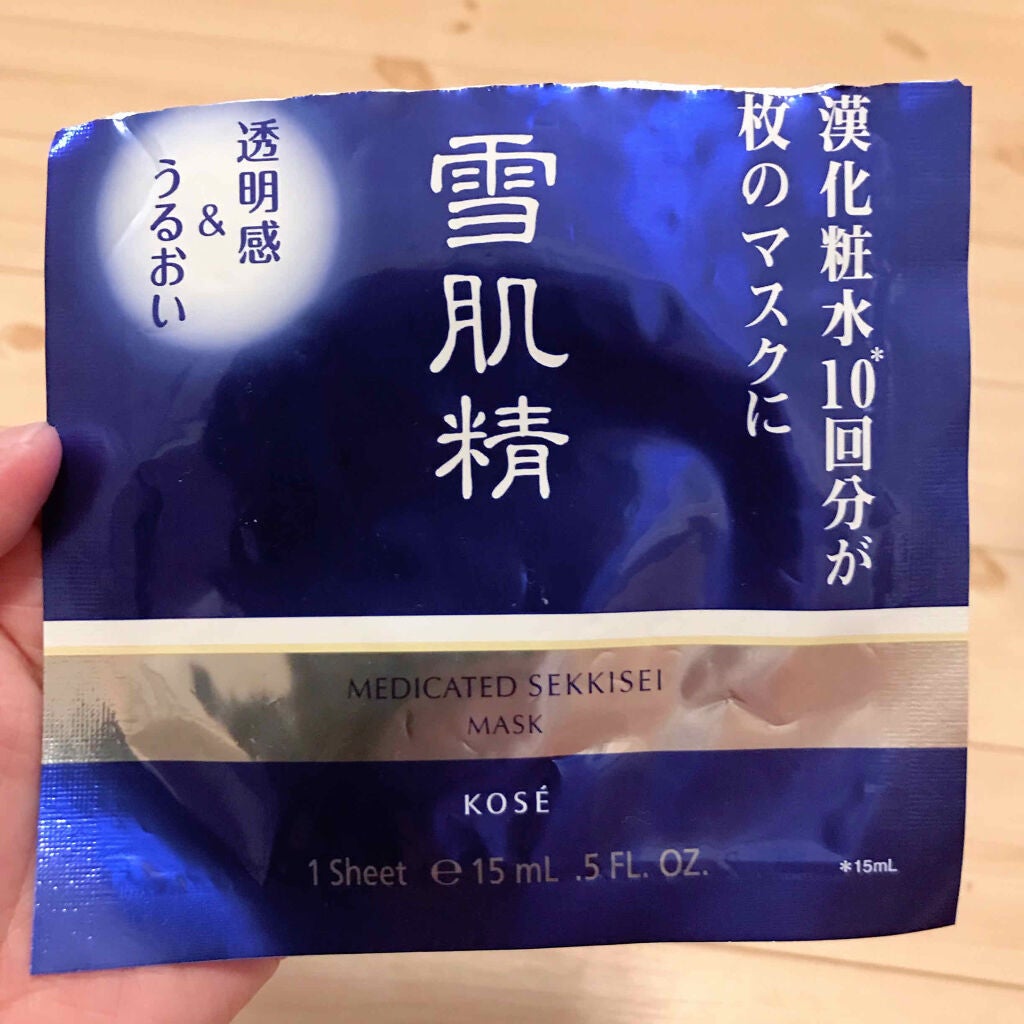 漢化粧水*10回分が
枚のマスクに
雪肌精
透明感
&
うるおい
MEDICATED SEKKISEI
MASK
KOSÉ
1 Sheet ℮ 15 mL .5 FL. OZ.
*15mL